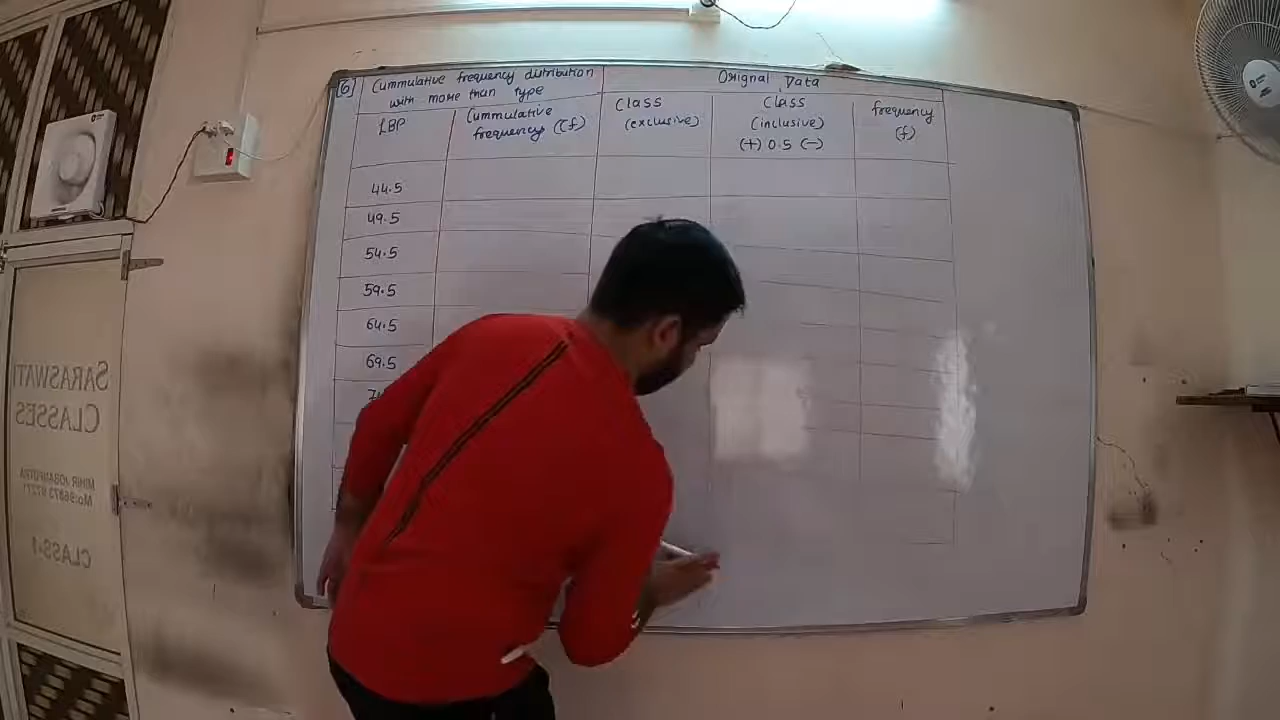 (6) Cummulative frequency distribution
with more than type
Orignal Data
LBP
Cummulative
frequency (Cf)
Class
(exclusive)
Class
(inclusive)
(+) 0.5 (-)
frequency
(f)
44.5
49.5
54.5
59.5
64.5
69.5
SARASWATI
CLASSES
CLASS-1